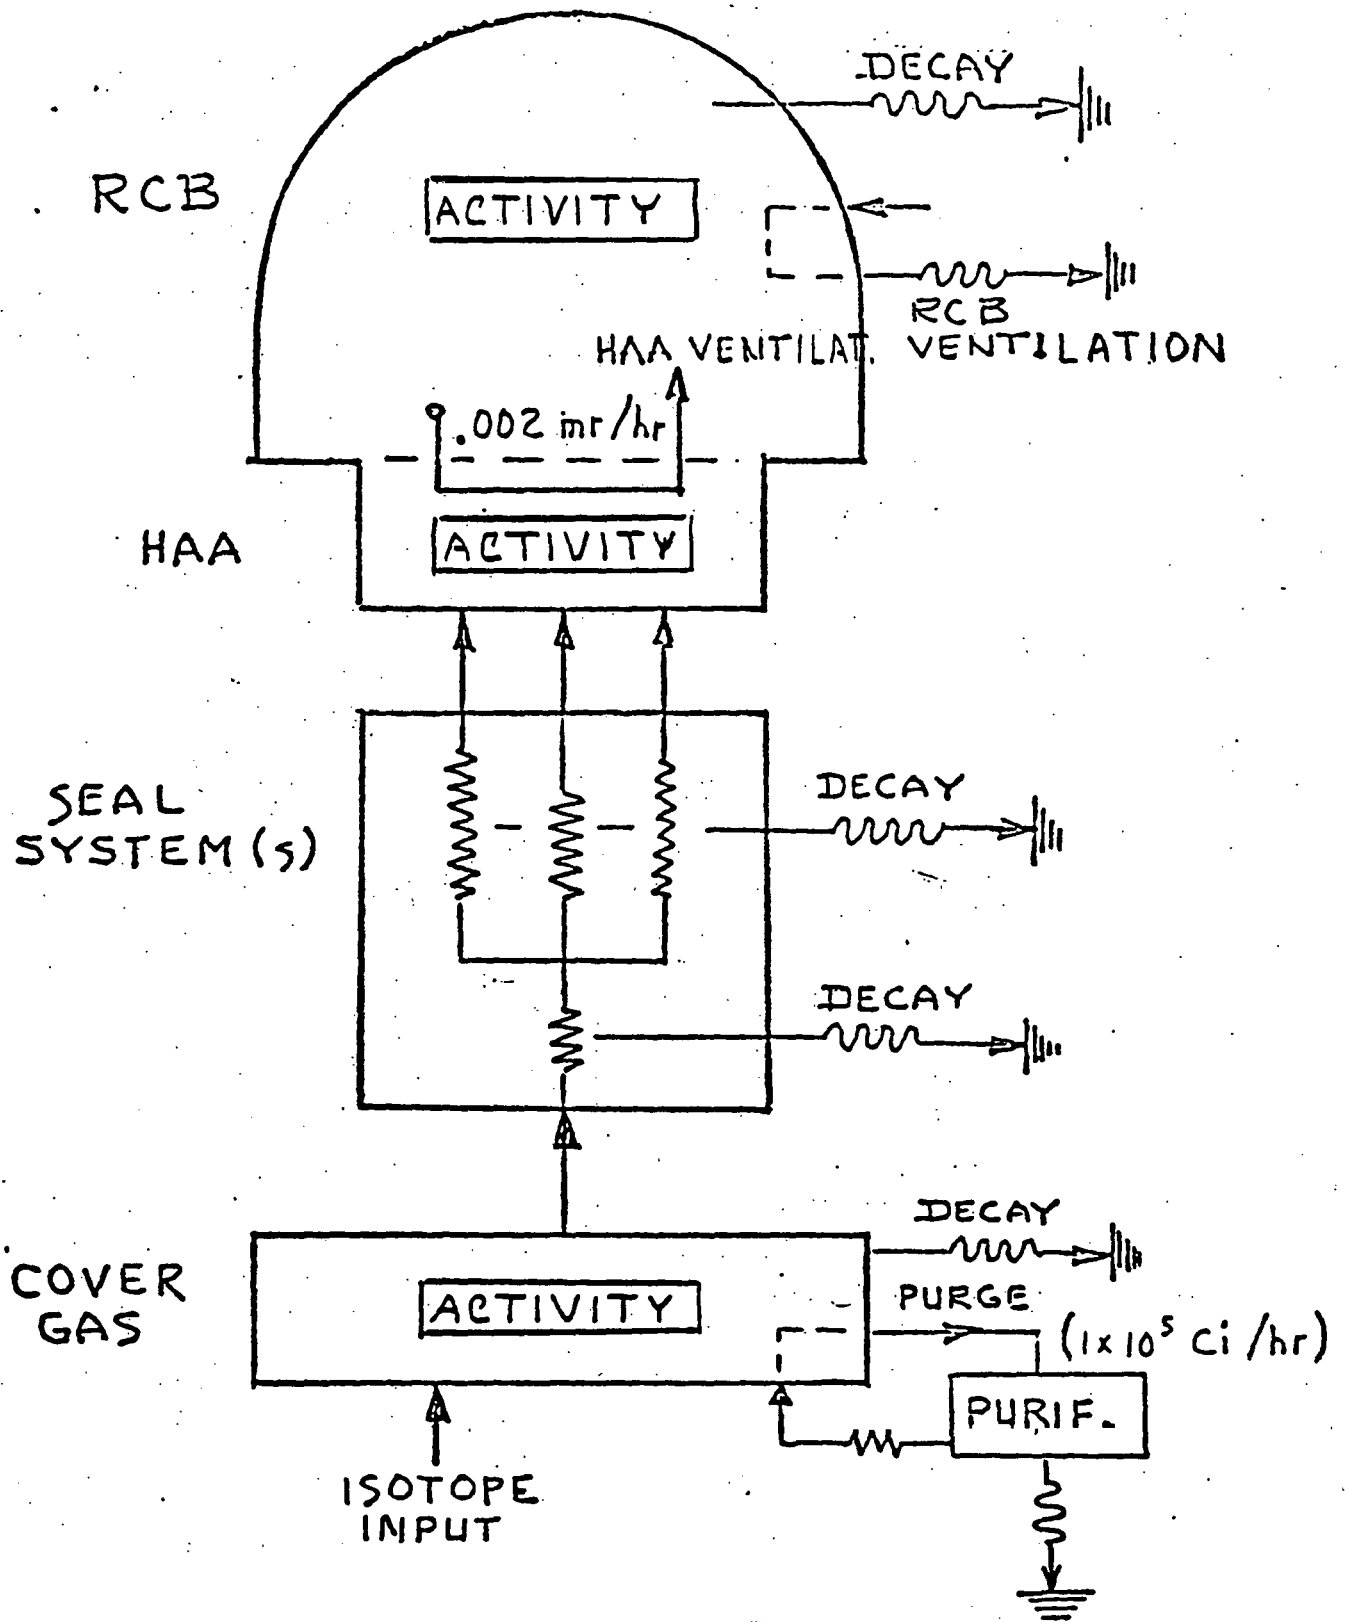 DECAY
RCB
ACTIVITY
RCB
HAA VENTILAT. VENTILATION
.002 mr/hr
HAA
ACTIVITY
SEAL
SYSTEM(s)
DECAY
DECAY
DECAY
COVER
GAS
ACTIVITY
PURGE
(1x10⁵ Ci/hr)
PURIF.
ISOTOPE
INPUT